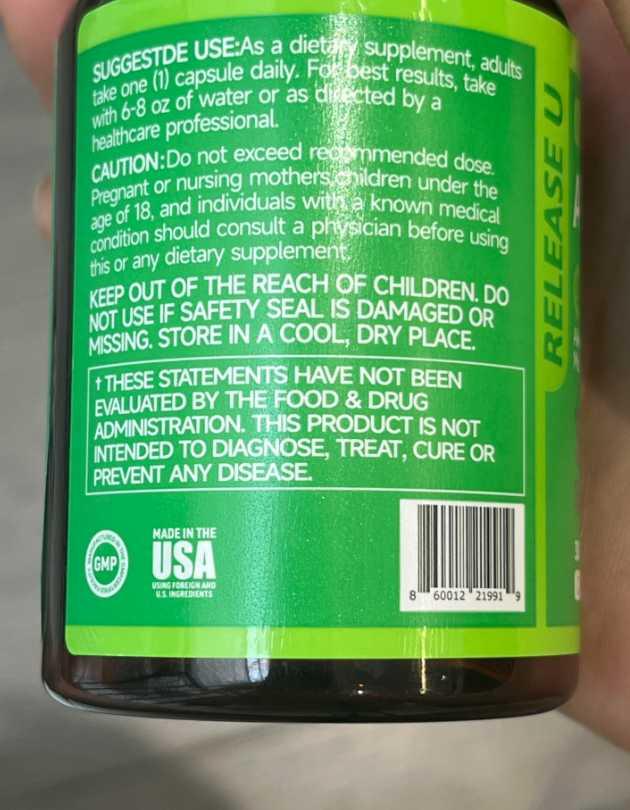 SUGGESTDE USE:As a dietary supplement, adults
take one (1) capsule daily. For best results, take
with 6-8 oz of water or as directed by a
healthcare professional.
CAUTION:Do not exceed recommended dose.
Pregnant or nursing mothers,children under the
age of 18, and individuals with a known medical
condition should consult a physician before using
this or any dietary supplement.
KEEP OUT OF THE REACH OF CHILDREN. DO
NOT USE IF SAFETY SEAL IS DAMAGED OR
MISSING. STORE IN A COOL, DRY PLACE.
† THESE STATEMENTS HAVE NOT BEEN
EVALUATED BY THE FOOD & DRUG
ADMINISTRATION. THIS PRODUCT IS NOT
INTENDED TO DIAGNOSE, TREAT, CURE OR
PREVENT ANY DISEASE.
GMP
MADE IN THE
USA
USING FOREIGN AND
U.S. INGREDIENTS
8 60012 21991 9
RELEASE U